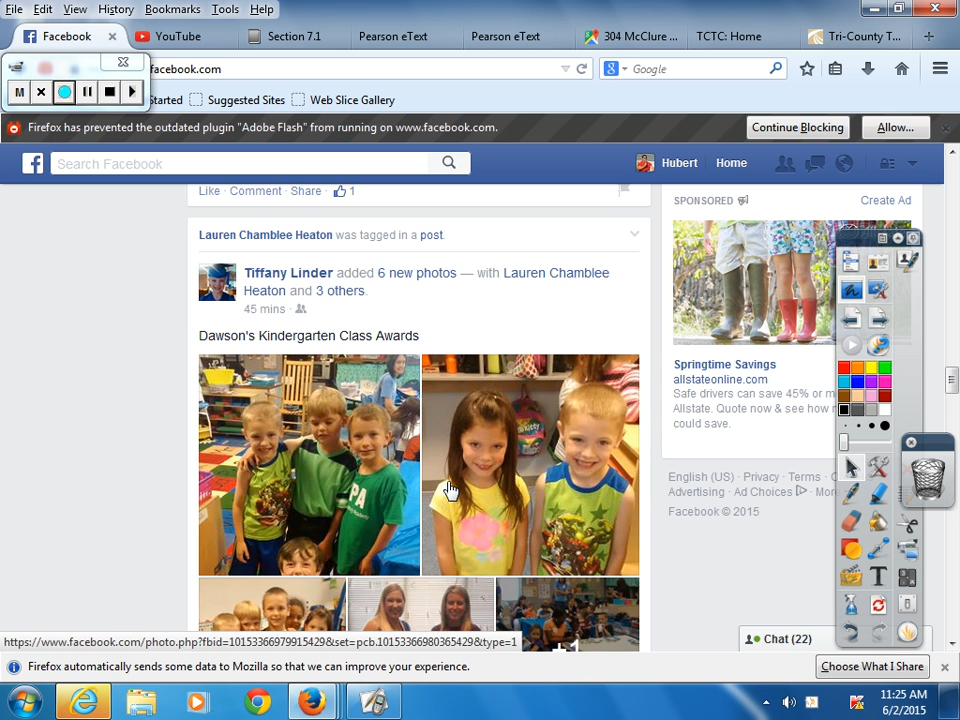 File Edit View History Bookmarks Tools Help
Facebook
YouTube
Section 7.1
Pearson eText
Pearson eText
304 McClure ...
TCTC: Home
Tri-County T...
facebook.com
Google
M
Started
Suggested Sites
Web Slice Gallery
Firefox has prevented the outdated plugin "Adobe Flash" from running on www.facebook.com.
Continue Blocking
Allow...
Search Facebook
Hubert
Home
Like · Comment · Share · 1
Lauren Chamblee Heaton was tagged in a post.
Tiffany Linder added 6 new photos — with Lauren Chamblee
Heaton and 3 others.
45 mins ·
Dawson's Kindergarten Class Awards
SPONSORED
Create Ad
Springtime Savings
allstateonline.com
Safe drivers can save 45% or
Allstate. Quote now & see how
could save.
English (US) · Privacy · Terms ·
Advertising · Ad Choices
Facebook © 2015
+1
https://www.facebook.com/photo.php?fbid=10153366979915429&set=pcb.10153366980365429&type=1
Chat (22)
Firefox automatically sends some data to Mozilla so that we can improve your experience.
Choose What I Share
11:25 AM
6/2/2015